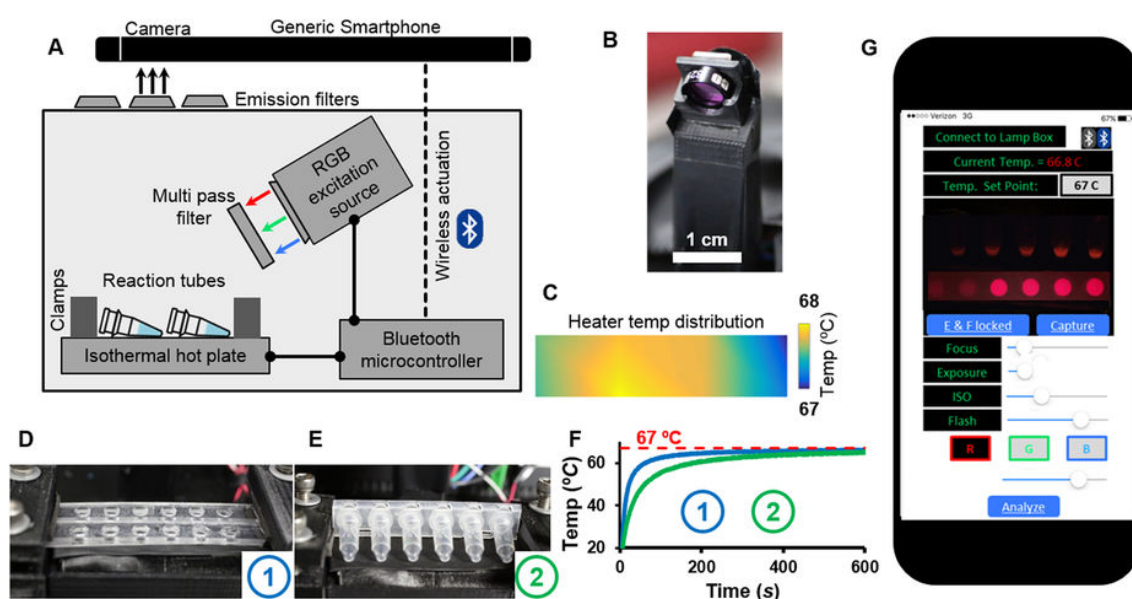 A
Camera
Generic Smartphone
Emission filters
RGB
excitation
source
Multi pass
filter
Wireless actuation
Reaction tubes
Clamps
Isothermal hot plate
Bluetooth
microcontroller
B
1 cm
C
Heater temp distribution
68
Temp (ºC)
67
D
1
E
2
F
67 ºC
Temp (ºC)
60
40
20
1
2
0
200
400
600
Time (s)
G
Verizon 3G
67%
Connect to Lamp Box
Current Temp. = 66.8 C
Temp. Set Point:
67 C
E & F locked
Capture
Focus
Exposure
ISO
Flash
R
G
B
Analyze